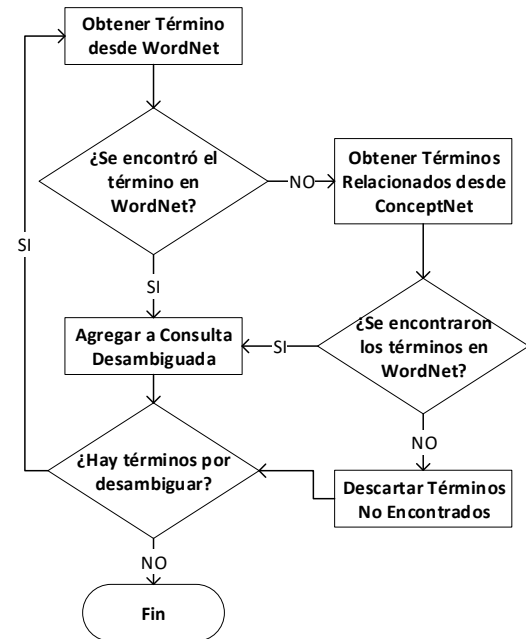 Obtener Término
desde WordNet
¿Se encontró el
término en
WordNet?
NO
Obtener Términos
Relacionados desde
ConceptNet
SI
SI
Agregar a Consulta
Desambiguada
SI
¿Se encontraron
los términos en
WordNet?
NO
¿Hay términos por
desambiguar?
Descartar Términos
No Encontrados
NO
Fin